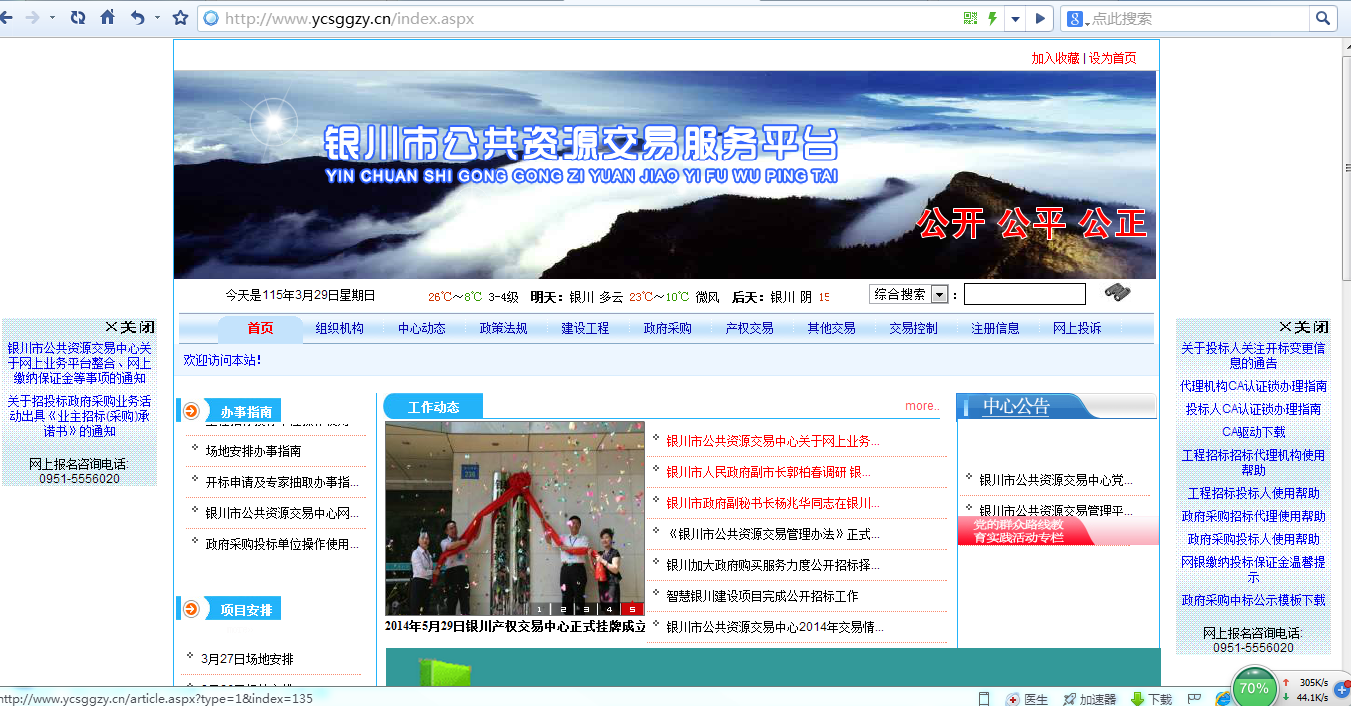 http://www.ycsggzy.cn/index.aspx
点此搜索
加入收藏 | 设为首页
银川市公共资源交易服务平台
YIN CHUAN SHI GONG GONG ZI YUAN JIAO YI FU WU PING TAI
公开 公平 公正
今天是115年3月29日星期日
26℃～8℃ 3-4级 明天：银川 多云 23℃～10℃ 微风 后天：银川 阴 15
综合搜索 ：
首页 组织机构 中心动态 政策法规 建设工程 政府采购 产权交易 其他交易 交易控制 注册信息 网上投诉
欢迎访问本站！
×关闭
银川市公共资源交易中心关
于网上业务平台整合、网上
缴纳保证金等事项的通知
关于招投标政府采购业务活
动出具《业主招标(采购)承
诺书》的通知
网上报名咨询电话:
0951-5556020
办事指南
场地安排办事指南
开标申请及专家抽取办事指...
银川市公共资源交易中心网...
政府采购投标单位操作使用...
项目安排
3月27日场地安排
工作动态
more..
1 2 3 4 5
2014年5月29日银川产权交易中心正式挂牌成立
银川市公共资源交易中心关于网上业务...
银川市人民政府副市长郭柏春调研 银...
银川市政府副秘书长杨兆华同志在银川...
《银川市公共资源交易管理办法》正式...
银川加大政府购买服务力度公开招标择...
智慧银川建设项目完成公开招标工作
银川市公共资源交易中心2014年交易情...
中心公告
银川市公共资源交易中心党...
银川市公共资源交易管理平...
党的群众路线教
育实践活动专栏
×关闭
关于投标人关注开标变更信
息的通告
代理机构CA认证锁办理指南
投标人CA认证锁办理指南
CA驱动下载
工程招标招标代理机构使用
帮助
工程招标投标人使用帮助
政府采购招标代理使用帮助
政府采购投标人使用帮助
网银缴纳投标保证金温馨提
示
政府采购中标公示模板下载
网上报名咨询电话:
0951-5556020
http://www.ycsggzy.cn/article.aspx?type=1&index=135
医生 加速器 下载
70%
305K/s
44.1K/s